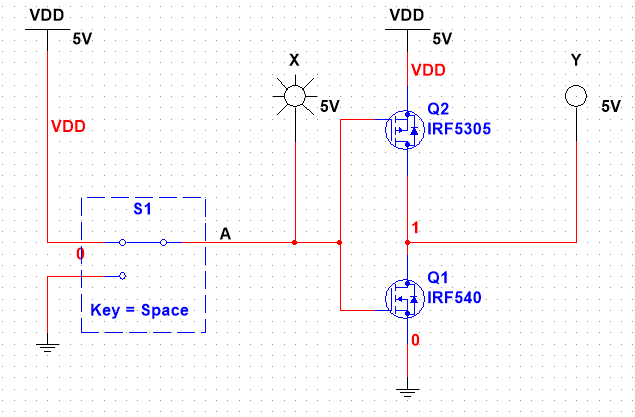 VDD
5V
VDD
5V
X
5V
VDD
Y
5V
Q2
IRF5305
VDD
S1
0
A
1
Key = Space
Q1
IRF540
0